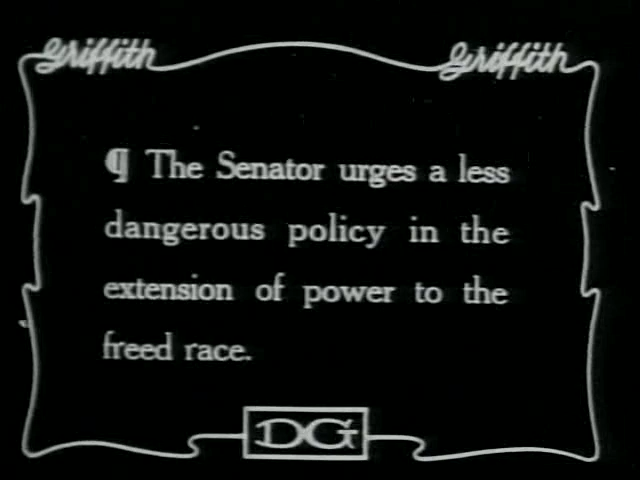 Griffith Griffith
¶ The Senator urges a less
dangerous policy in the
extension of power to the
freed race.
DG